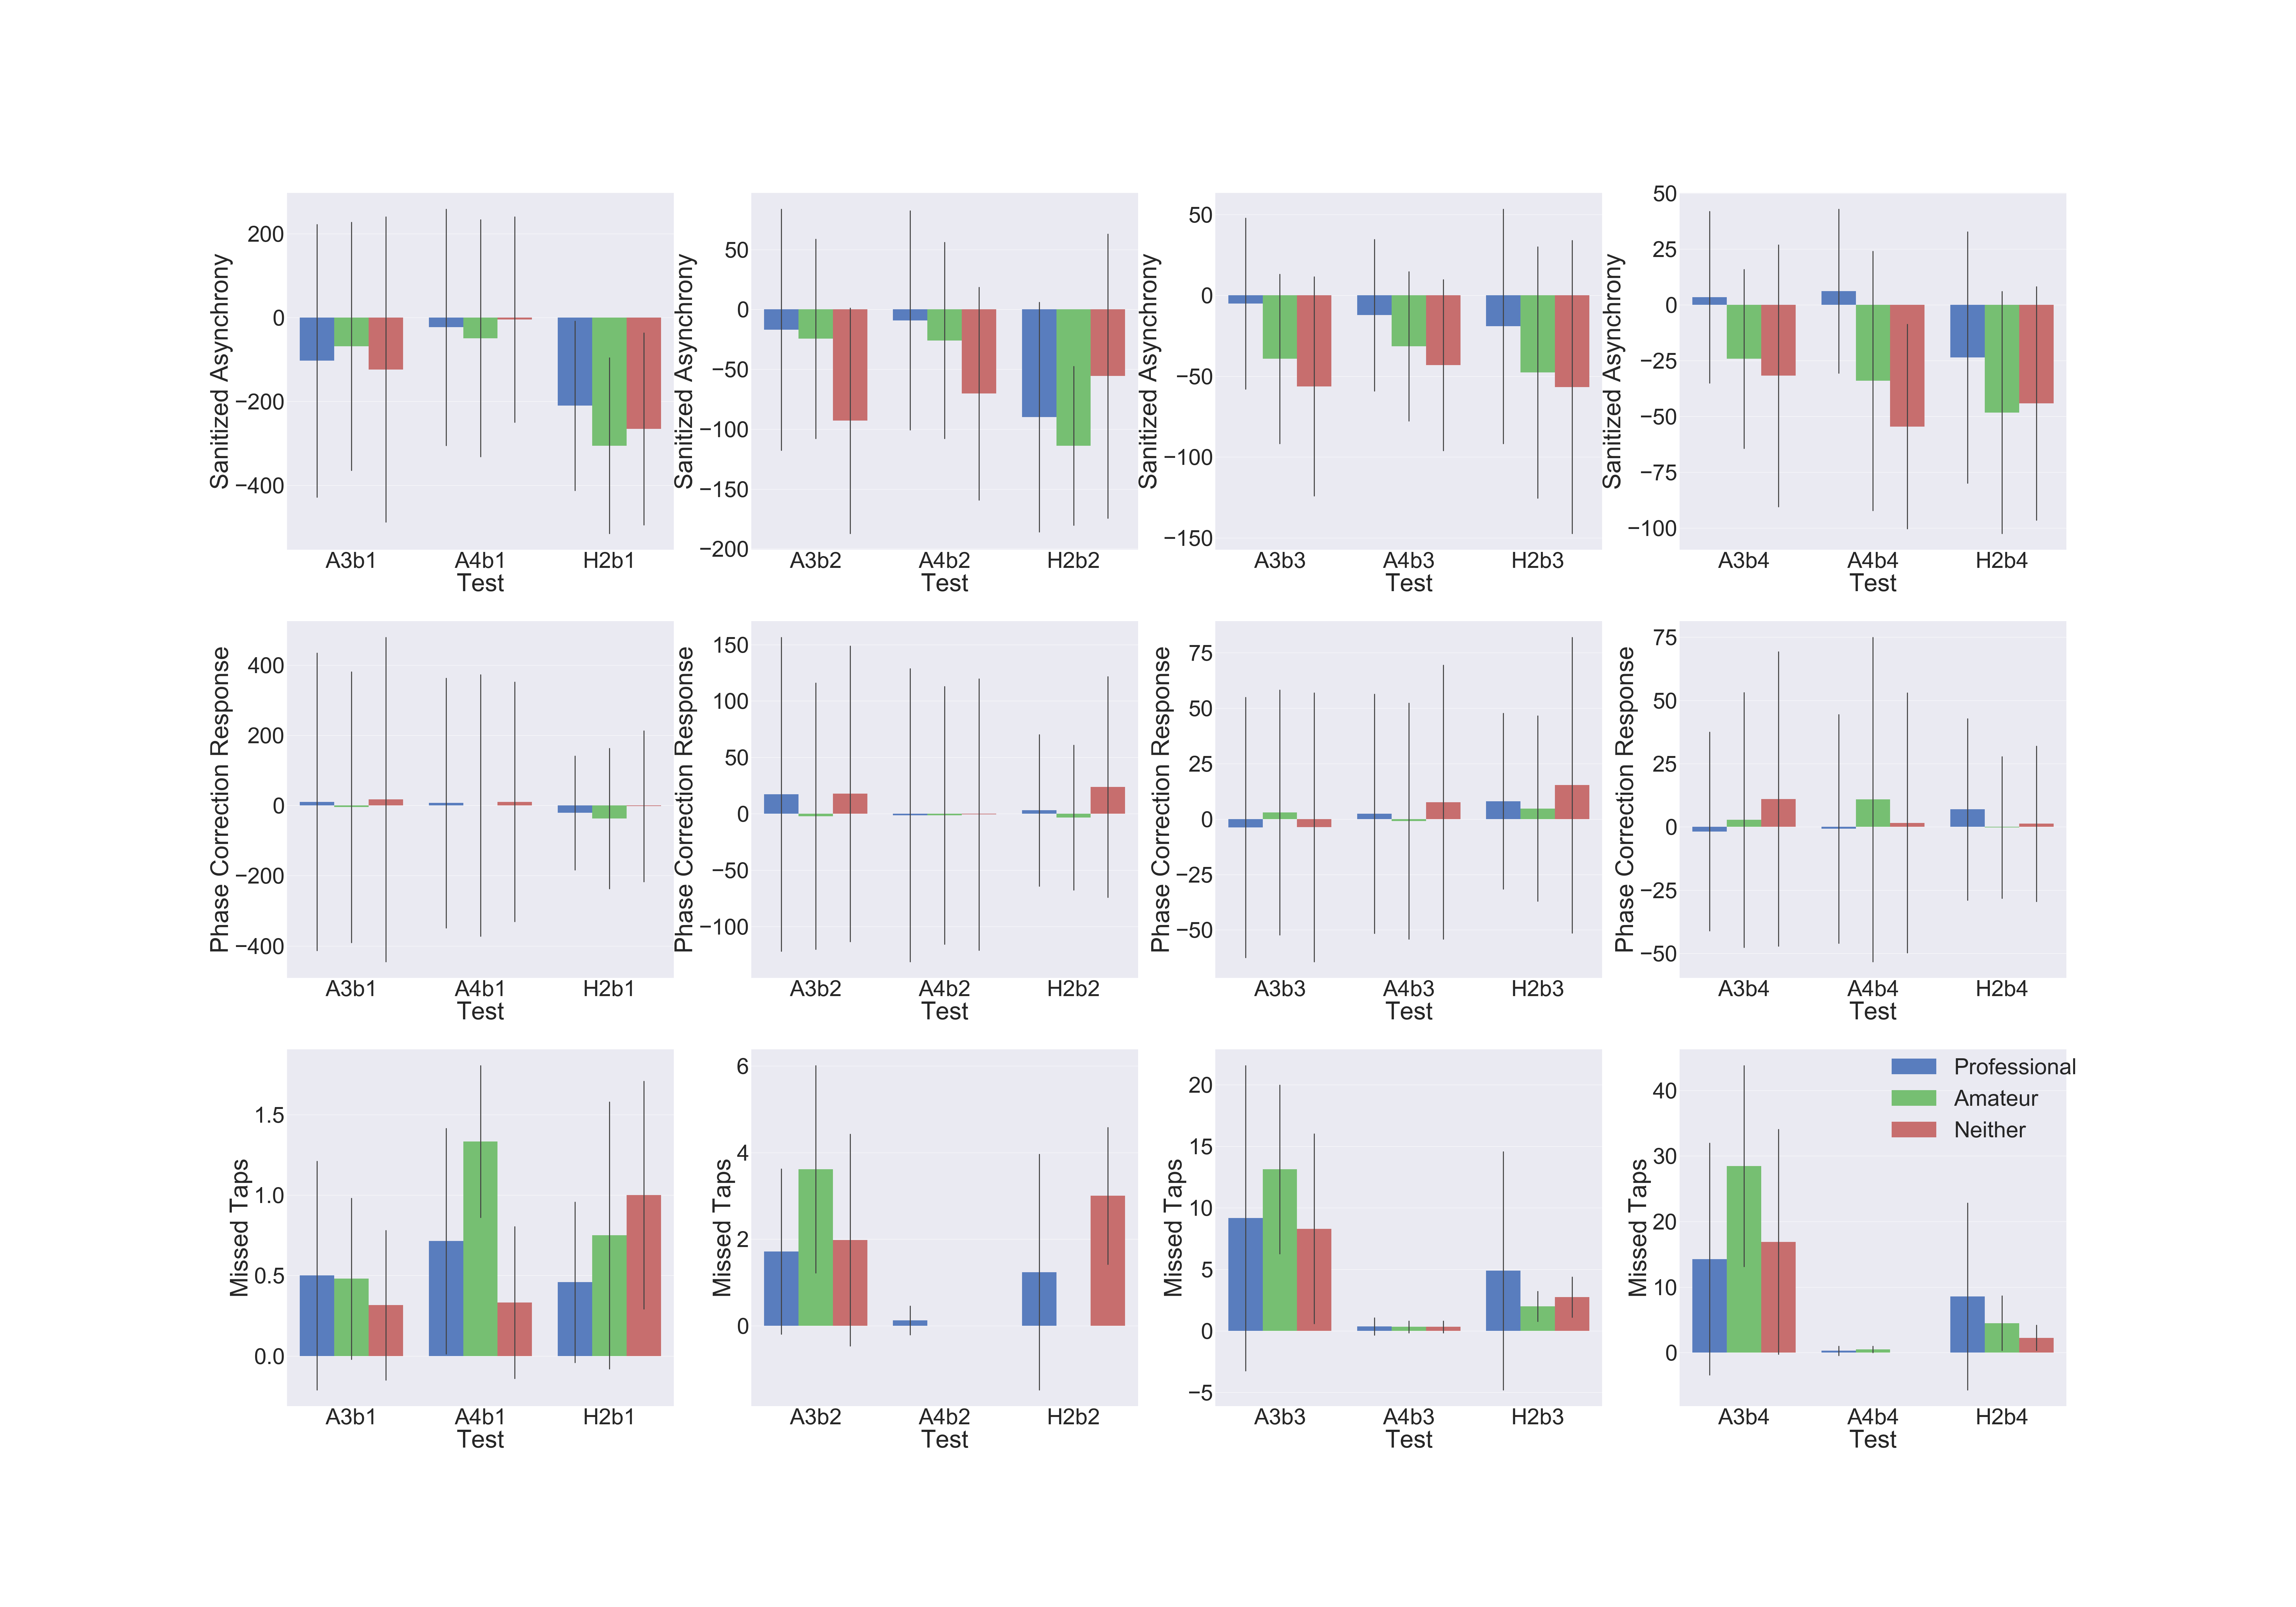 Sanitized Asynchrony
200
0
−200
−400
A3b1 A4b1 H2b1
Test
Sanitized Asynchrony
50
0
−50
−100
−150
−200
A3b2 A4b2 H2b2
Test
Sanitized Asynchrony
50
0
−50
−100
−150
A3b3 A4b3 H2b3
Test
Sanitized Asynchrony
50
25
0
−25
−50
−75
−100
A3b4 A4b4 H2b4
Test
Phase Correction Response
400
200
0
−200
−400
A3b1 A4b1 H2b1
Test
Phase Correction Response
150
100
50
0
−50
−100
A3b2 A4b2 H2b2
Test
Phase Correction Response
75
50
25
0
−25
−50
A3b3 A4b3 H2b3
Test
Phase Correction Response
75
50
25
0
−25
−50
A3b4 A4b4 H2b4
Test
Missed Taps
1.5
1.0
0.5
0.0
A3b1 A4b1 H2b1
Test
Missed Taps
6
4
2
0
A3b2 A4b2 H2b2
Test
Missed Taps
20
15
10
5
0
−5
A3b3 A4b3 H2b3
Test
Missed Taps
40
30
20
10
0
A3b4 A4b4 H2b4
Test
Professional
Amateur
Neither